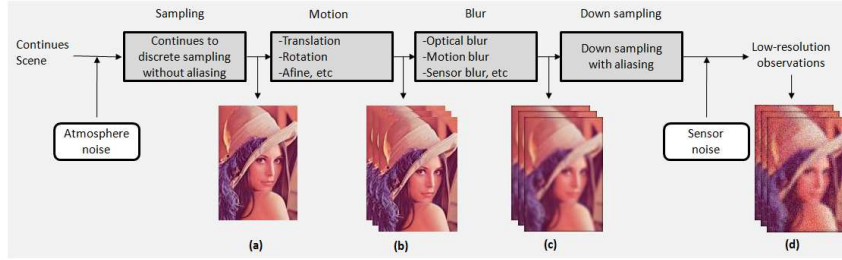 Sampling
Motion
Blur
Down sampling
Continues
Scene
Continues to
discrete sampling
without aliasing
-Translation
-Rotation
-Afine, etc
-Optical blur
-Motion blur
-Sensor blur, etc
Down sampling
with aliasing
Low-resolution
observations
Atmosphere
noise
Sensor
noise
(a)
(b)
(c)
(d)